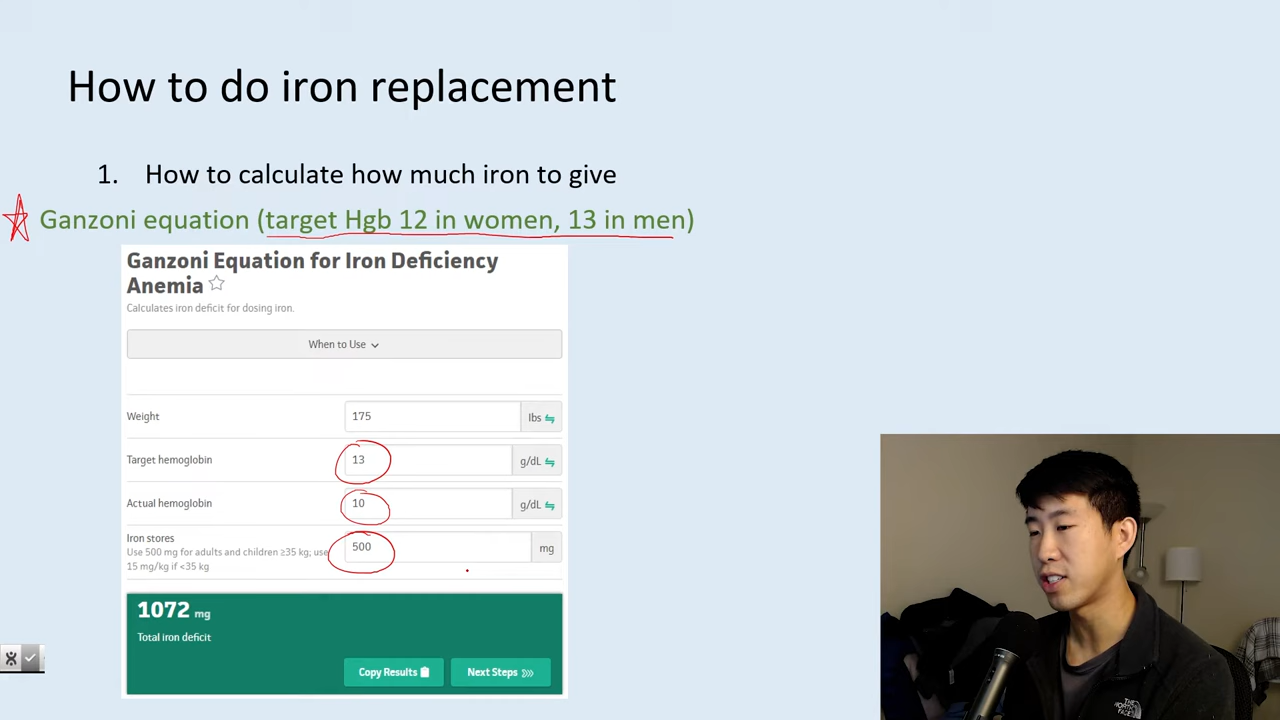 How to do iron replacement
1. How to calculate how much iron to give
Ganzoni equation (target Hgb 12 in women, 13 in men)
Ganzoni Equation for Iron Deficiency
Anemia
Calculates iron deficit for dosing iron.
When to Use
Weight 175 lbs
Target hemoglobin 13 g/dL
Actual hemoglobin 10 g/dL
Iron stores
Use 500 mg for adults and children ≥35 kg; use
15 mg/kg if <35 kg
500 mg
1072 mg
Total iron deficit
Copy Results Next Steps
THE
NORTH
FACE